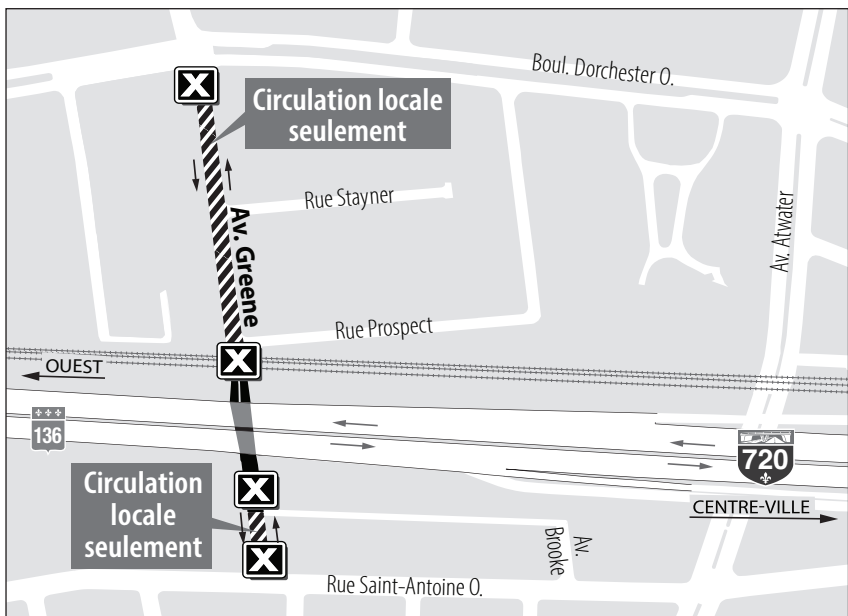 Boul. Dorchester O.
X
Circulation locale
seulement
Rue Stayner
Av. Greene
Av. Atwater
Rue Prospect
X
OUEST
136
720
X
Circulation
locale
seulement
CENTRE-VILLE
Av.
Brooke
X
Rue Saint-Antoine O.